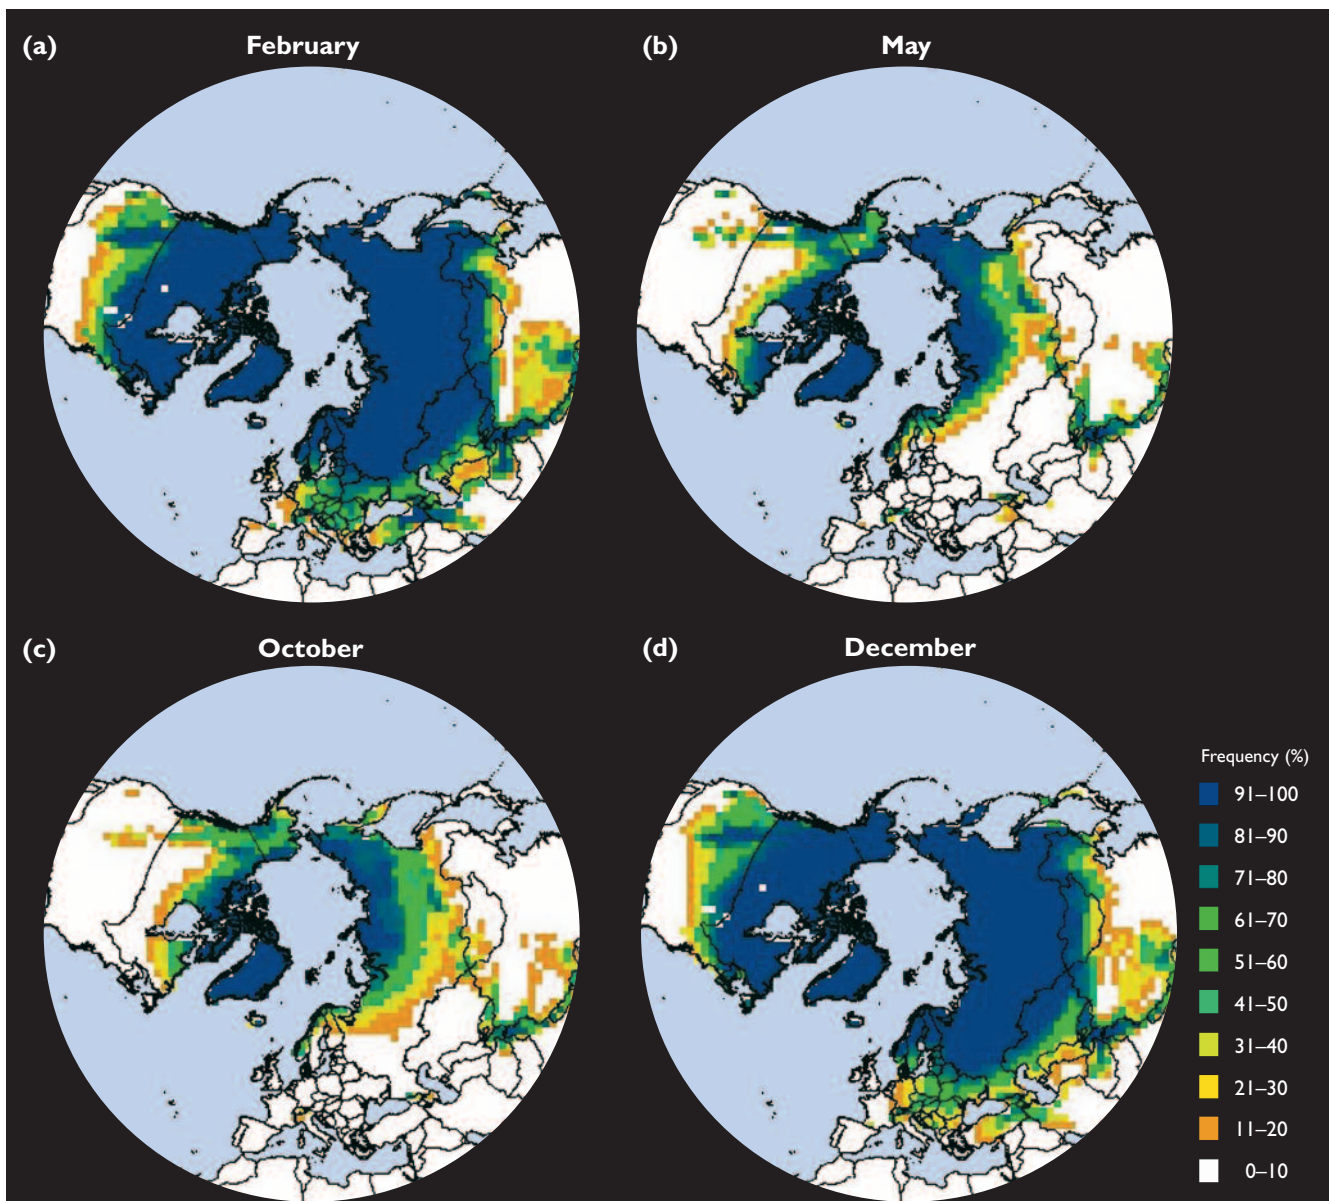 (a) February
(b) May
(c) October
(d) December
Frequency (%)
91–100
81–90
71–80
61–70
51–60
41–50
31–40
21–30
11–20
0–10